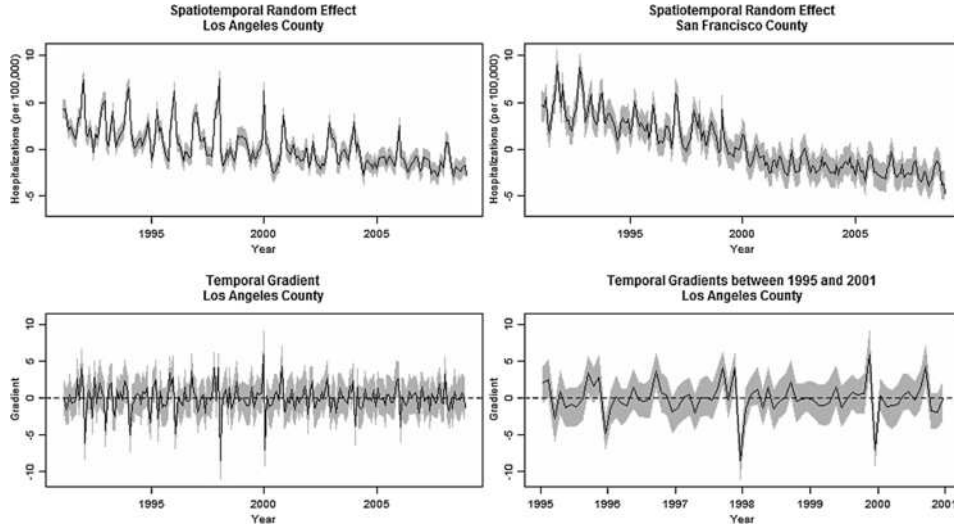 Spatiotemporal Random Effect
Los Angeles County
Hospitalizations (per 100,000)
10
5
0
-5
1995
2000
2005
Year
Spatiotemporal Random Effect
San Francisco County
Hospitalizations (per 100,000)
10
5
0
-5
1995
2000
2005
Year
Temporal Gradient
Los Angeles County
Gradient
10
5
0
-5
-10
1995
2000
2005
Year
Temporal Gradients between 1995 and 2001
Los Angeles County
Gradient
10
5
0
-5
-10
1995
1996
1997
1998
1999
2000
2001
Year